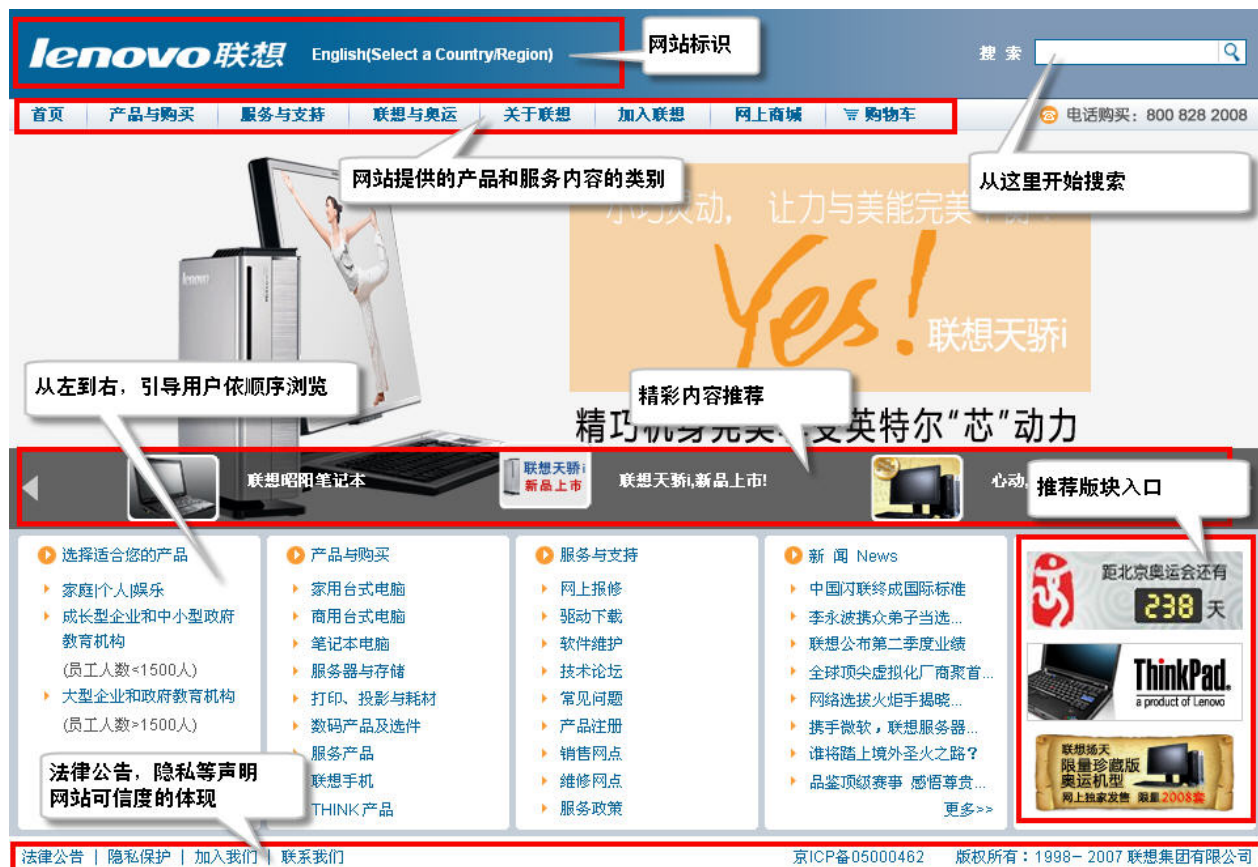 lenovo联想 English(Select a Country/Region)
网站标识
搜 索
首页 产品与购买 服务与支持 联想与奥运 关于联想 加入联想 网上商城 购物车
电话购买：800 828 2008
网站提供的产品和服务内容的类别
从这里开始搜索
lenovo
让力与美能完美
Yes!
联想天骄i
从左到右，引导用户依顺序浏览
精彩内容推荐
精巧机身完美 英特尔“芯”动力
联想昭阳笔记本
联想天骄i
新品上市
联想天骄i,新品上市!
心动,
推荐版块入口
选择适合您的产品
家庭|个人|娱乐
成长型企业和中小型政府
教育机构
(员工人数<1500人)
大型企业和政府教育机构
(员工人数>1500人)
产品与购买
家用台式电脑
商用台式电脑
笔记本电脑
服务器与存储
打印、投影与耗材
数码产品及选件
服务产品
联想手机
THINK产品
服务与支持
网上报修
驱动下载
软件维护
技术论坛
常见问题
产品注册
销售网点
维修网点
服务政策
新 闻 News
中国闪联终成国际标准
李永波携众弟子当选...
联想公布第二季度业绩
全球顶尖虚拟化厂商聚首...
网络选拔火炬手揭晓...
携手微软，联想服务器...
谁将踏上境外圣火之路?
品鉴顶级赛事 感悟尊贵...
更多>>
距北京奥运会还有
238 天
ThinkPad.
a product of Lenovo
联想扬天
限量珍藏版
奥运机型
网上独家发售 限量2008套
法律公告，隐私等声明
网站可信度的体现
法律公告 | 隐私保护 | 加入我们 | 联系我们
京ICP备05000462 版权所有：1998- 2007 联想集团有限公司